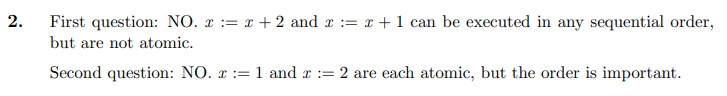 2. First question: NO. x := x + 2 and x := x + 1 can be executed in any sequential order,
but are not atomic.
Second question: NO. x := 1 and x := 2 are each atomic, but the order is important.